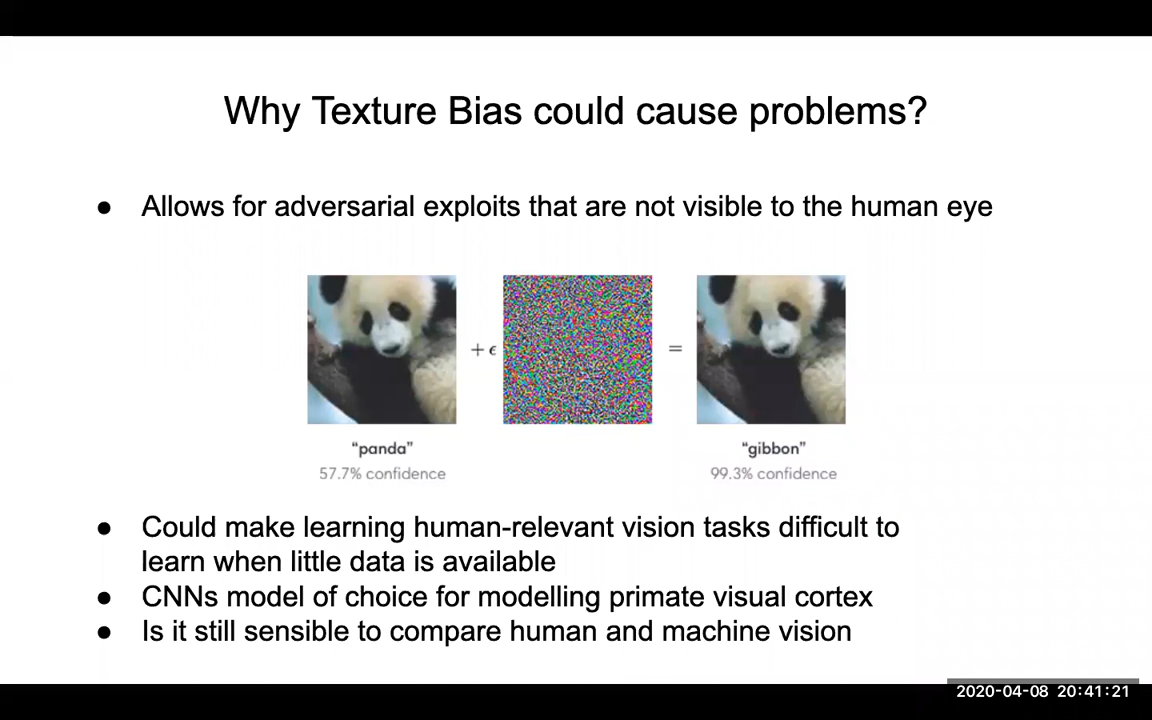 Why Texture Bias could cause problems?
● Allows for adversarial exploits that are not visible to the human eye
+ ϵ
=
“panda”
57.7% confidence
“gibbon”
99.3% confidence
● Could make learning human-relevant vision tasks difficult to
learn when little data is available
● CNNs model of choice for modelling primate visual cortex
● Is it still sensible to compare human and machine vision
2020-04-08 20:41:21